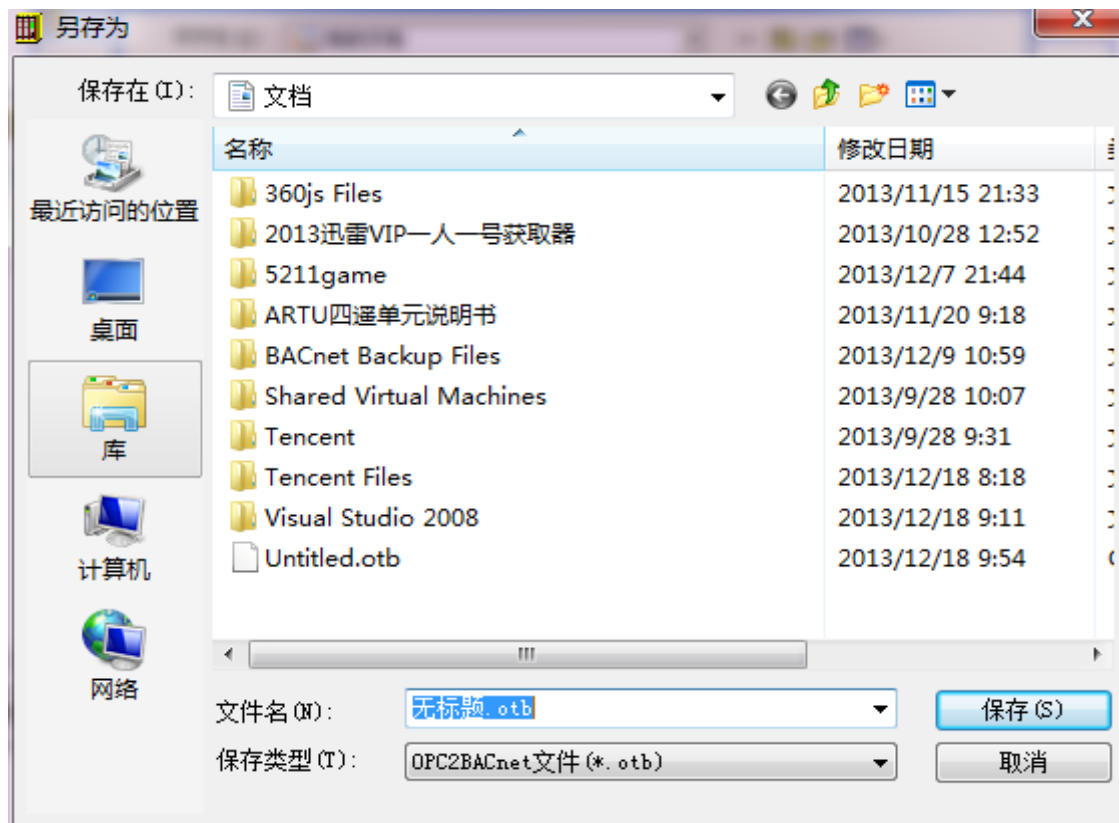 另存为
保存在(I):
文档
名称 修改日期
360js Files 2013/11/15 21:33
2013迅雷VIP一人一号获取器 2013/10/28 12:52
5211game 2013/12/7 21:44
ARTU四遥单元说明书 2013/11/20 9:18
BACnet Backup Files 2013/12/9 10:59
Shared Virtual Machines 2013/9/28 10:07
Tencent 2013/9/28 9:31
Tencent Files 2013/12/18 8:18
Visual Studio 2008 2013/12/18 9:11
Untitled.otb 2013/12/18 9:54
最近访问的位置
桌面
库
计算机
网络
文件名(N): 无标题.otb 保存(S)
保存类型(T): OPC2BACnet文件(*.otb) 取消